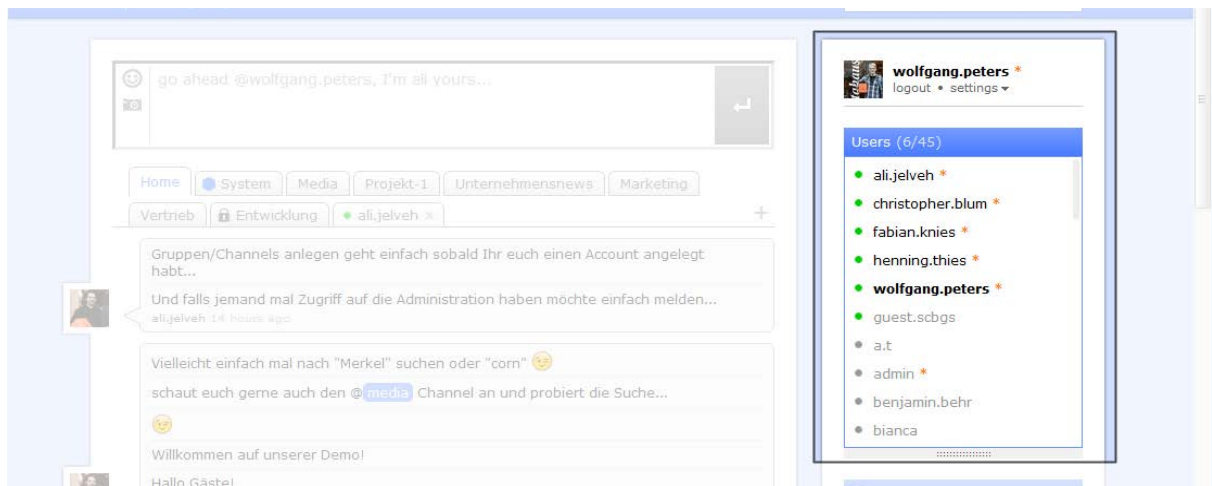 go ahead @wolfgang.peters, I'm all yours...
Home System Media Projekt-1 Unternehmensnews Marketing
Vertrieb Entwicklung ali.jelveh × +
Gruppen/Channels anlegen geht einfach sobald Ihr euch einen Account angelegt
habt...
Und falls jemand mal Zugriff auf die Administration haben möchte einfach melden...
ali.jelveh 14 hours ago
Vielleicht einfach mal nach "Merkel" suchen oder "corn"
schaut euch gerne auch den @media Channel an und probiert die Suche...
Willkommen auf unserer Demo!
Hallo Gäste!
wolfgang.peters *
logout • settings
Users (6/45)
ali.jelveh *
christopher.blum *
fabian.knies *
henning.thies *
wolfgang.peters *
guest.scbgs
a.t
admin *
benjamin.behr
bianca